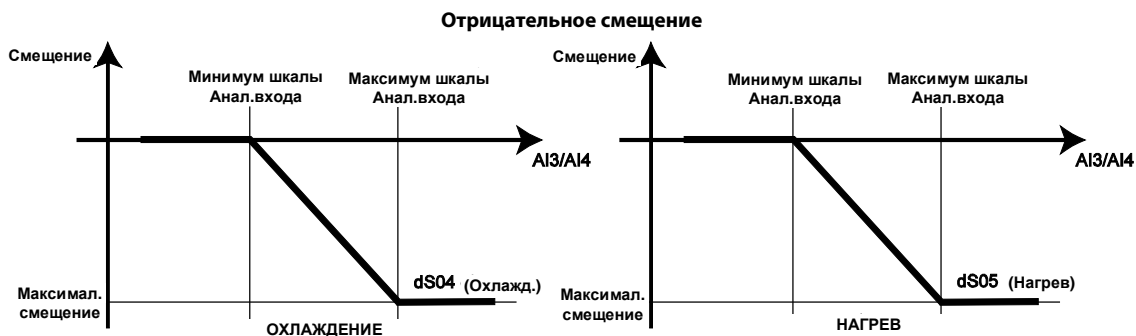 Отрицательное смещение
Смещение
Минимум шкалы
Анал.входа
Максимум шкалы
Анал.входа
AI3/AI4
dS04 (Охлажд.)
Максимал.
смещение
ОХЛАЖДЕНИЕ
Смещение
Минимум шкалы
Анал.входа
Максимум шкалы
Анал.входа
AI3/AI4
dS05 (Нагрев)
Максимал.
смещение
НАГРЕВ